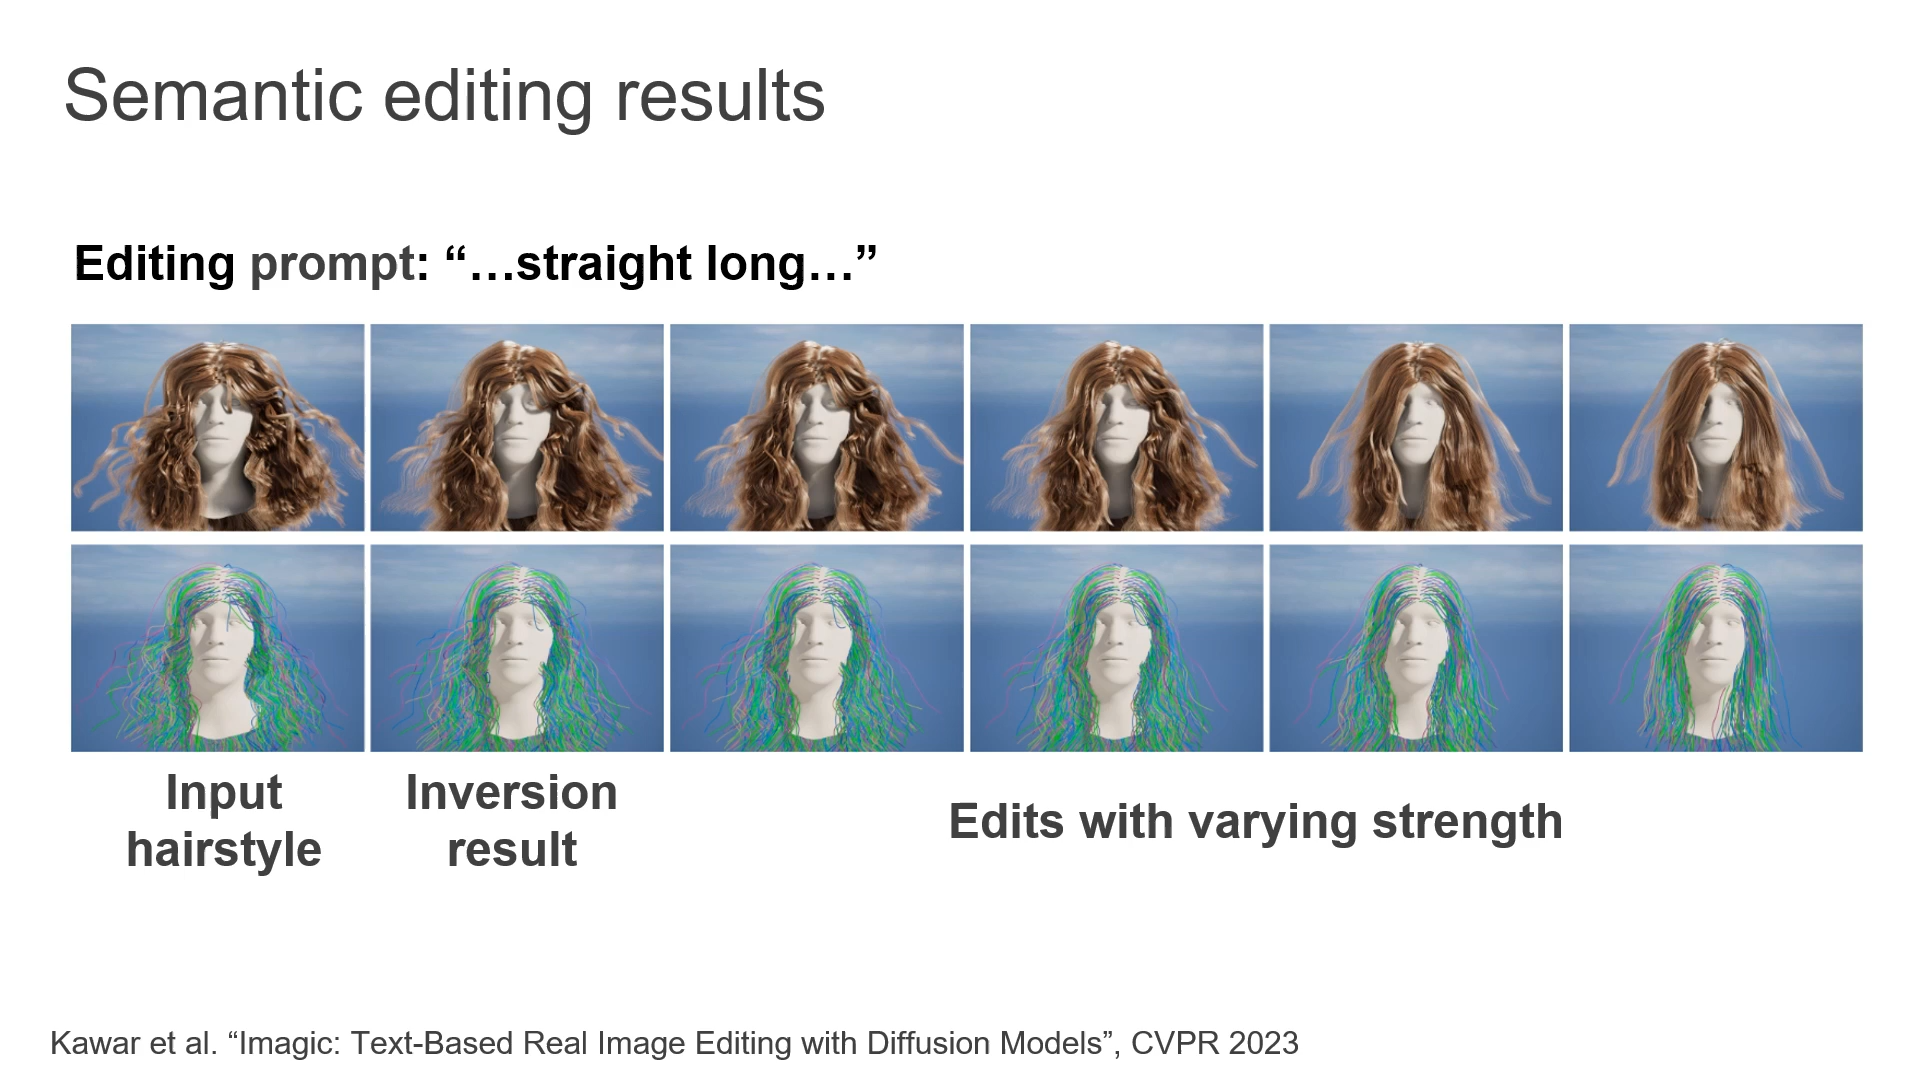 Semantic editing results
Editing prompt: “…straight long…”
Input
hairstyle
Inversion
result
Edits with varying strength
Kawar et al. “Imagic: Text-Based Real Image Editing with Diffusion Models”, CVPR 2023